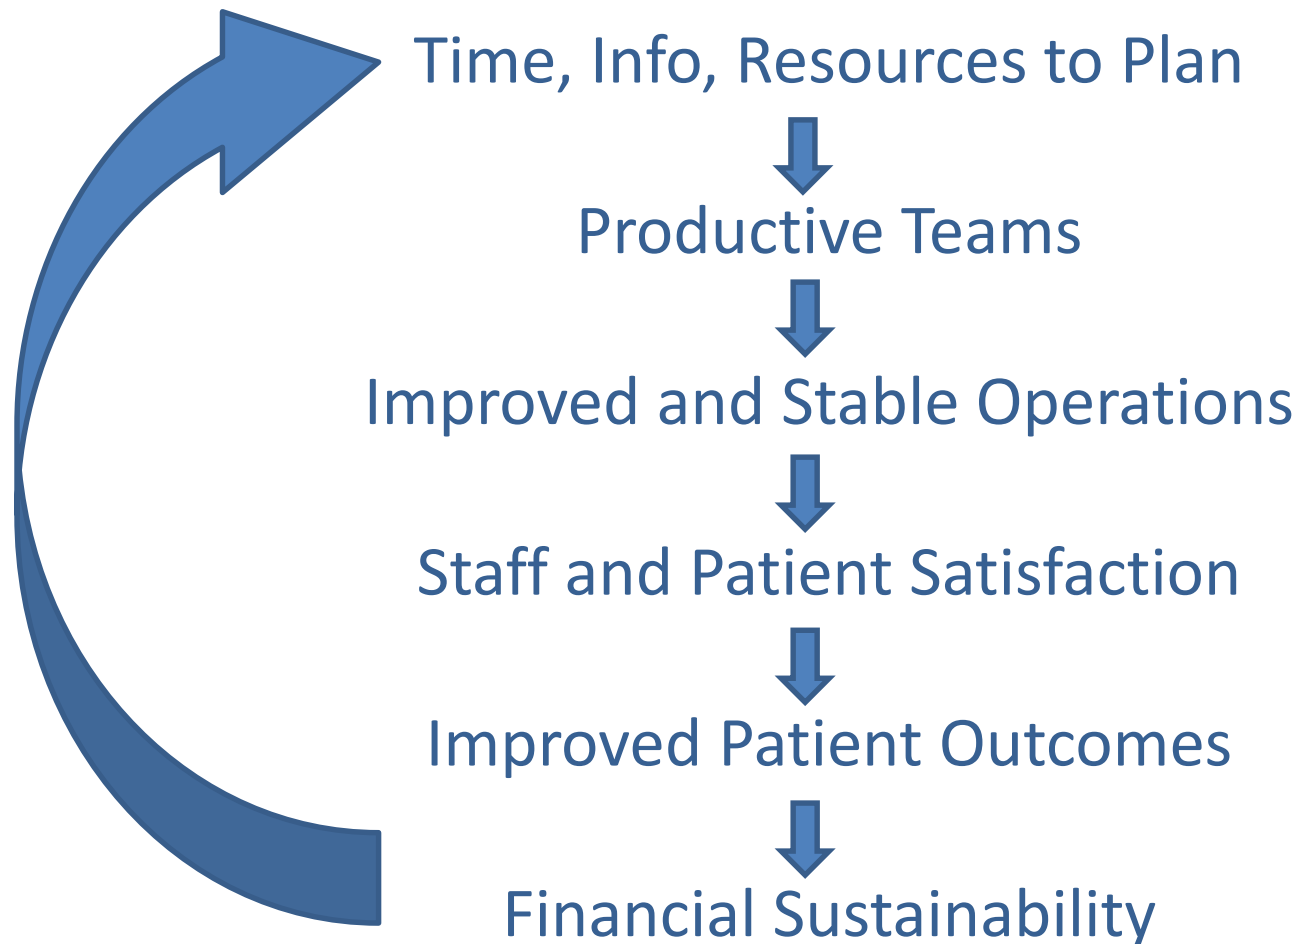 Time, Info, Resources to Plan
Productive Teams
Improved and Stable Operations
Staff and Patient Satisfaction
Improved Patient Outcomes
Financial Sustainability